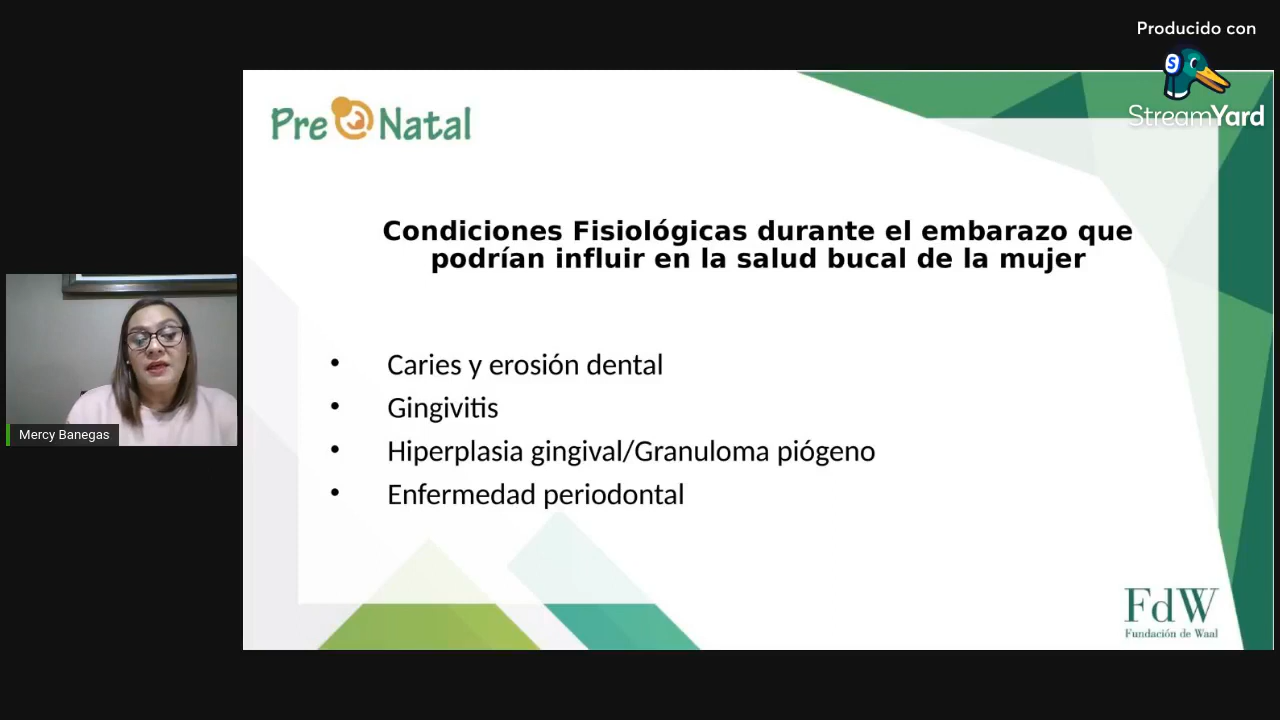 Producido con
StreamYard
Pre Natal
Condiciones Fisiológicas durante el embarazo que
podrían influir en la salud bucal de la mujer
• Caries y erosión dental
• Gingivitis
• Hiperplasia gingival/Granuloma piógeno
• Enfermedad periodontal
Mercy Banegas
FdW
Fundación de Waal